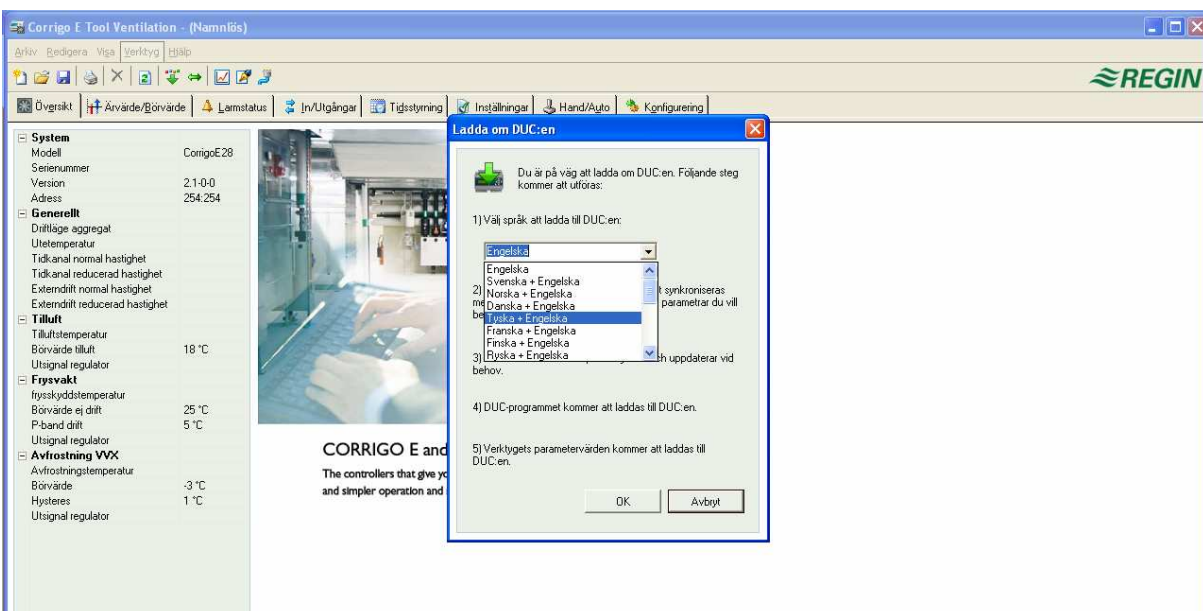 Corrigo E Tool Ventilation - (Namnlös)
Arkiv Redigera Visa Verktyg Hjälp
REGIN
Översikt Ärvärde/Börvärde Larmstatus In/Utgångar Tidsstyrning Inställningar Hand/Auto Konfigurering
System
Modell CorrigoE28
Serienummer
Version 2.1-0-0
Adress 254:254
Generellt
Driftläge aggregat
Utetemperatur
Tidkanal normal hastighet
Tidkanal reducerad hastighet
Externdrift normal hastighet
Externdrift reducerad hastighet
Tilluft
Tilluftstemperatur
Börvärde tilluft 18 °C
Utsignal regulator
Frysvakt
frysskyddstemperatur
Börvärde ej drift 25 °C
P-band drift 5 °C
Utsignal regulator
Avfrostning VVX
Avfrostningstemperatur
Börvärde -3 °C
Hysteres 1 °C
Utsignal regulator
CORRIGO E and
The controllers that give yo
and simpler operation and
Ladda om DUC:en
Du är på väg att ladda om DUC:en. Följande steg
kommer att utföras:
1) Välj språk att ladda till DUC:en:
Engelska
Engelska
Svenska + Engelska
Norska + Engelska
Danska + Engelska
Tyska + Engelska
Franska + Engelska
Finska + Engelska
Ryska + Engelska
2) t synkroniseras
me parametrar du vill
be
3) ch uppdaterar vid
behov.
4) DUC-programmet kommer att laddas till DUC:en.
5) Verktygets parametervärden kommer att laddas till
DUC:en.
OK Avbryt